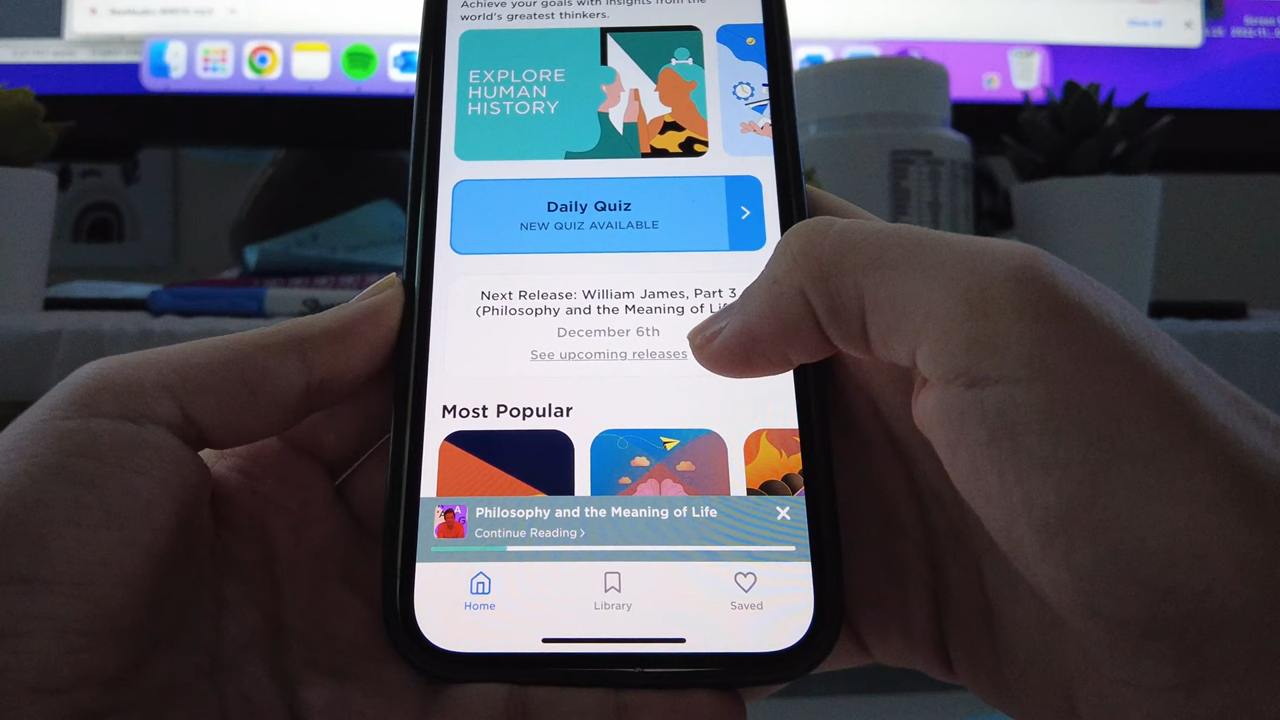 Achieve your goals with insights from the
world's greatest thinkers.
EXPLORE
HUMAN
HISTORY
Daily Quiz
NEW QUIZ AVAILABLE
Next Release: William James, Part 3
(Philosophy and the Meaning of
December 6th
See upcoming releases
Most Popular
Philosophy and the Meaning of Life
Continue Reading >
Home
Library
Saved